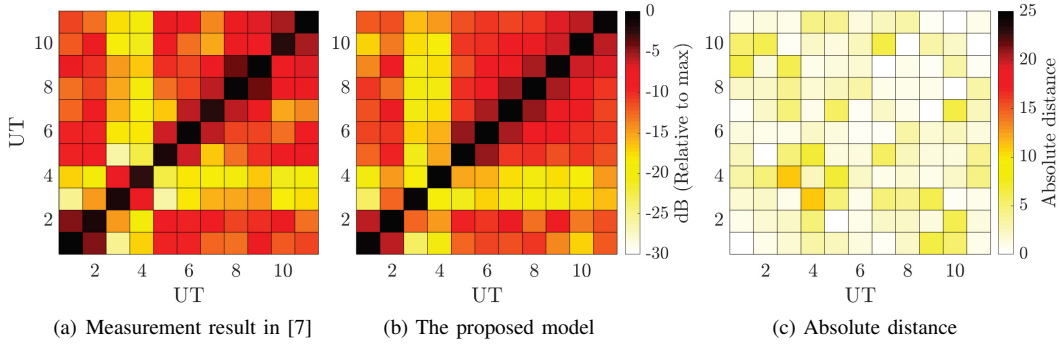 UT
10
8
6
4
2
2 4 6 8 10
UT
(a) Measurement result in [7]
10
8
6
4
2
2 4 6 8 10
UT
(b) The proposed model
0
-5
-10
-15
-20
-25
-30
dB (Relative to max)
10
8
6
4
2
2 4 6 8 10
UT
(c) Absolute distance
25
20
15
10
5
0
Absolute distance